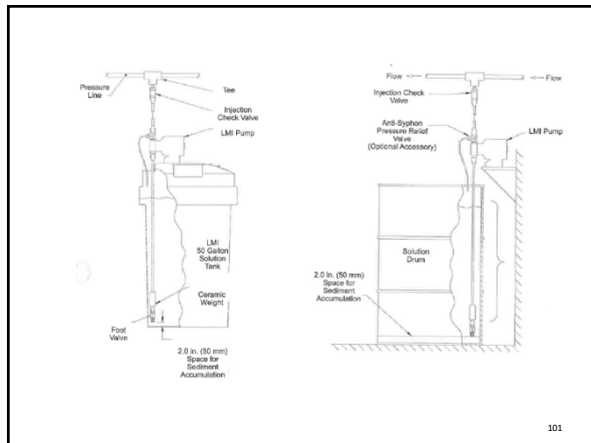 Pressure
Line
Tee
Injection
Check Valve
LMI Pump
LMI
50 Gallon
Solution
Tank
Ceramic
Weight
Foot
Valve
2.0 in. (50 mm)
Space for
Sediment
Accumulation
Flow
Flow
Injection Check
Valve
Anti-Syphon
Pressure Relief
Valve
(Optional Accessory)
LMI Pump
Solution
Drum
2.0 in. (50 mm)
Space for
Sediment
Accumulation
101